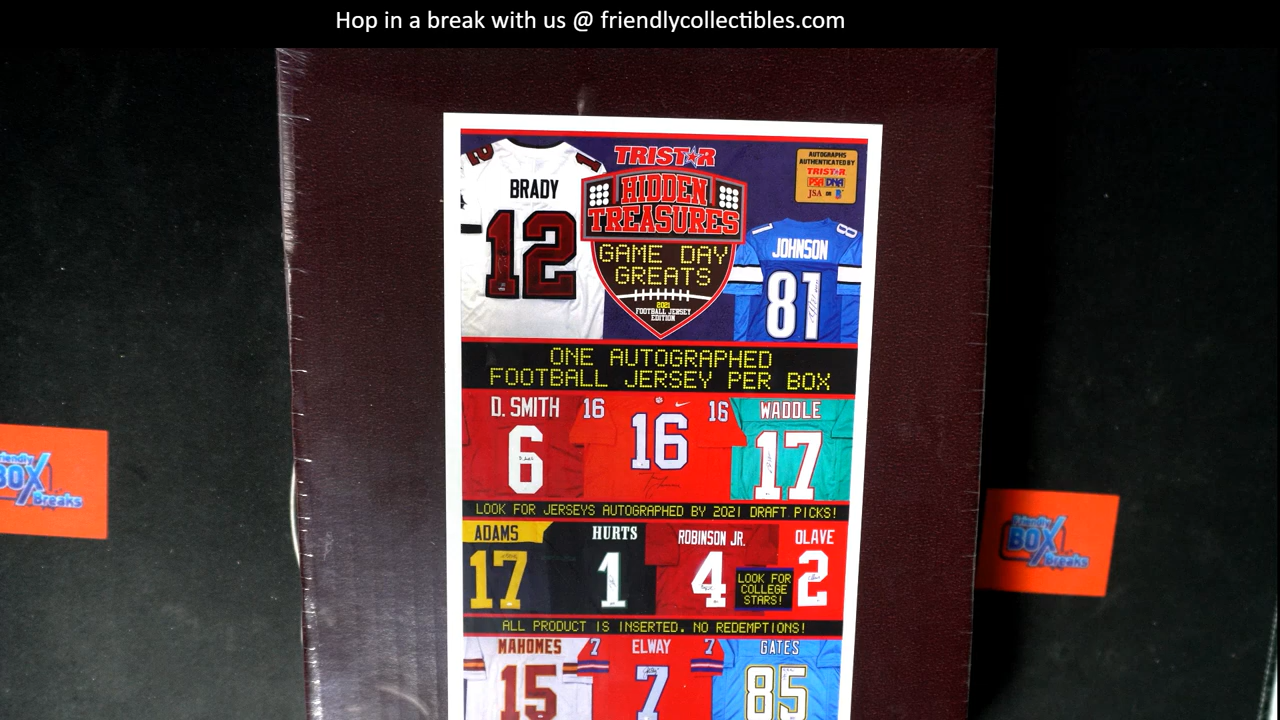 Hop in a break with us @ friendlycollectibles.com
TRISTAR
HIDDEN
TREASURES
GAME DAY
GREATS
2021
FOOTBALL JERSEY
EDITION
AUTOGRAPHS
AUTHENTICATED BY
TRISTAR
PSA DNA
JSA OR B
BRADY
12
JOHNSON
81
ONE AUTOGRAPHED
FOOTBALL JERSEY PER BOX
D. SMITH
6
16
16
16
WADDLE
17
LOOK FOR JERSEYS AUTOGRAPHED BY 2021 DRAFT PICKS!
ADAMS
17
HURTS
1
ROBINSON JR.
4
LOOK FOR
COLLEGE
STARS!
OLAVE
2
ALL PRODUCT IS INSERTED. NO REDEMPTIONS!
MAHOMES
15
7
ELWAY
7
7
GATES
85
Friendly
BOX
Breaks
Friendly
BOX
Breaks